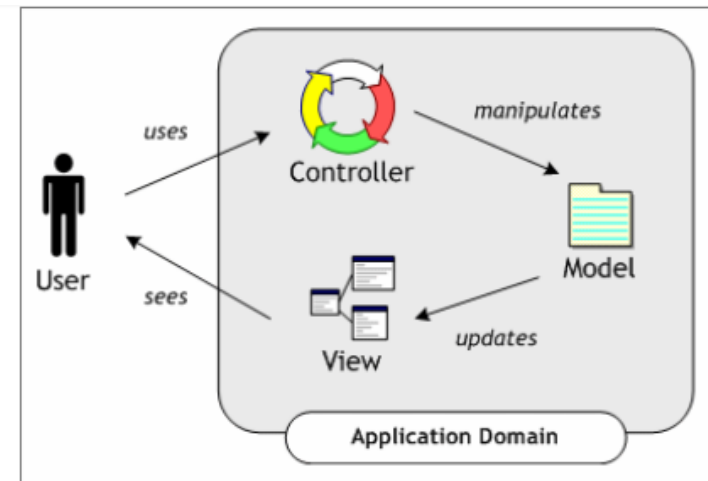 uses
manipulates
Controller
User
Model
sees
updates
View
Application Domain